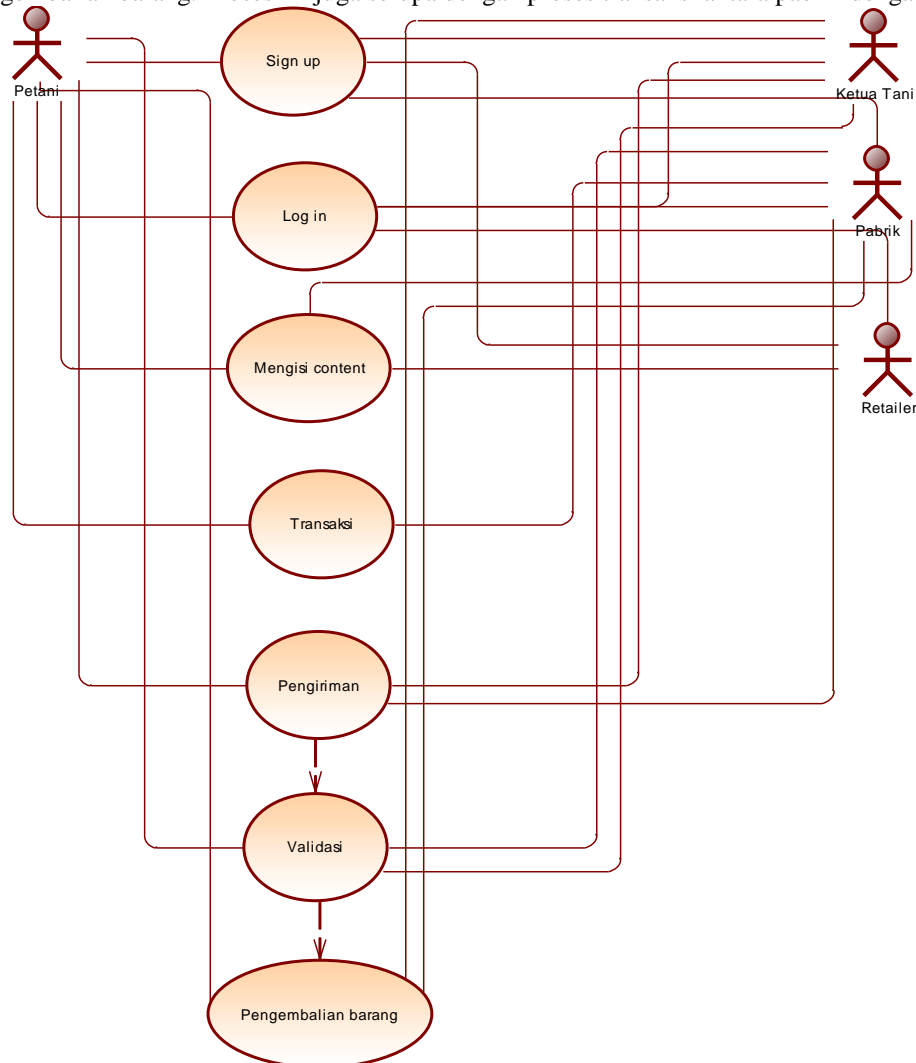 Petani
Sign up
Ketua Tani
Log in
Pabrik
Mengisi content
Retailer
Transaksi
Pengiriman
Validasi
Pengembalian barang